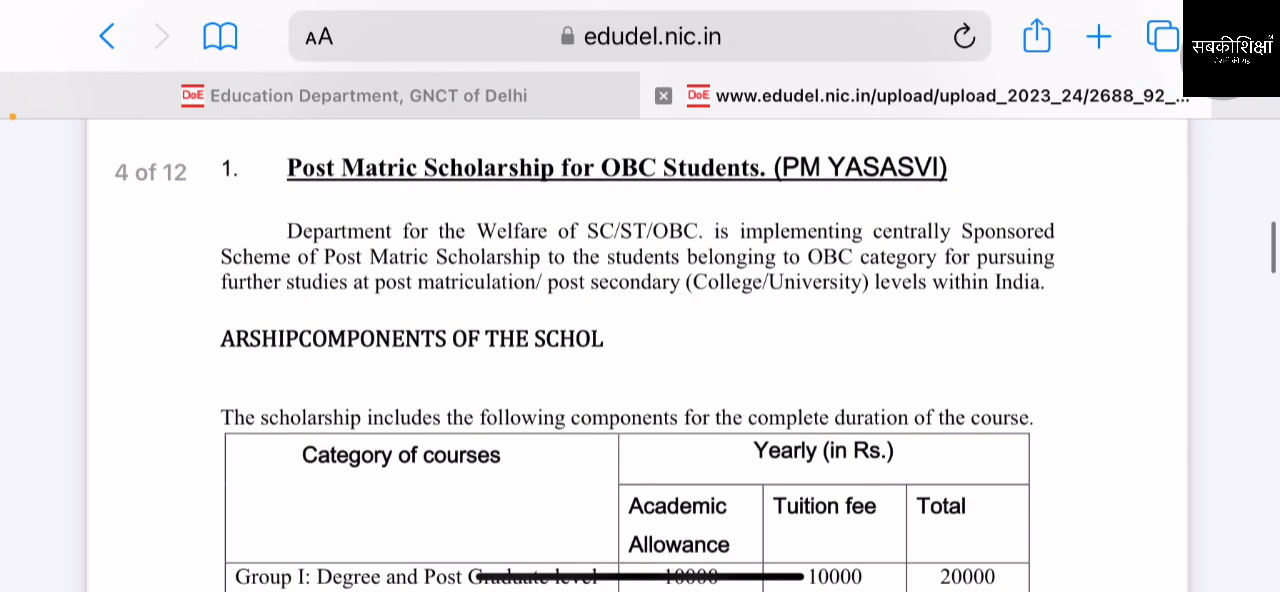 AA
edudel.nic.in
सबकीशिक्षा
DoE Education Department, GNCT of Delhi
DoE www.edudel.nic.in/upload/upload_2023_24/2688_92_...
4 of 12
1. Post Matric Scholarship for OBC Students. (PM YASASVI)
Department for the Welfare of SC/ST/OBC. is implementing centrally Sponsored
Scheme of Post Matric Scholarship to the students belonging to OBC category for pursuing
further studies at post matriculation/ post secondary (College/University) levels within India.
ARSHIPCOMPONENTS OF THE SCHOL
The scholarship includes the following components for the complete duration of the course.
Category of courses
Yearly (in Rs.)
Academic Allowance
Tuition fee
Total
Group I: Degree and Post Graduate level 10000 10000 20000